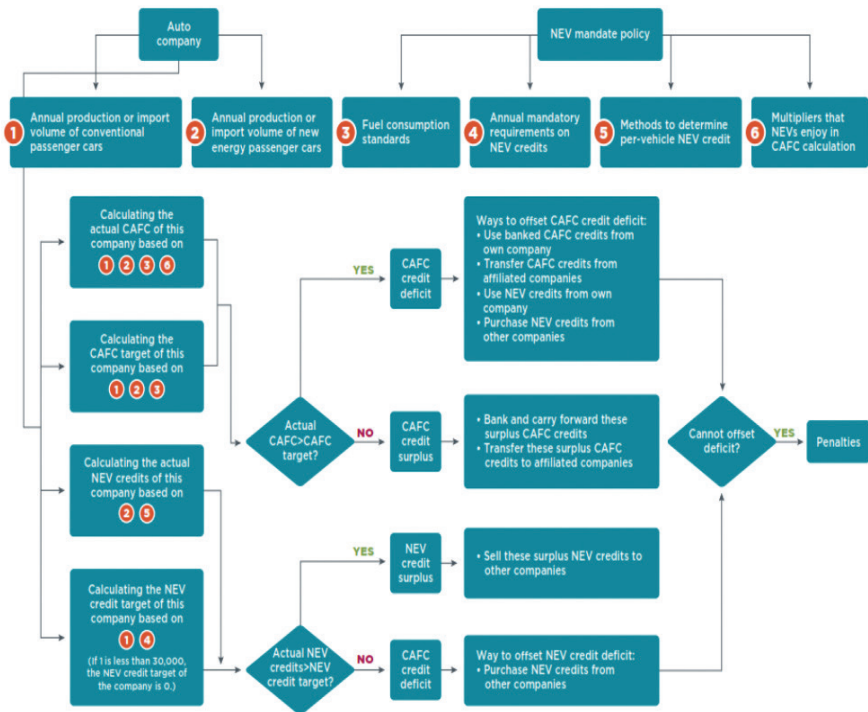 Auto
company
NEV mandate policy
1
Annual production or import
volume of conventional
passenger cars
2
Annual production or
import volume of new
energy passenger cars
3
Fuel consumption
standards
4
Annual mandatory
requirements on
NEV credits
5
Methods to determine
per-vehicle NEV credit
6
Multipliers that
NEVs enjoy in
CAFC calculation
Calculating the
actual CAFC of this
company based on
1 2 3 6
Calculating the
CAFC target of this
company based on
1 2 3
Calculating the actual
NEV credits of this
company based on
2 5
Calculating the NEV
credit target of this
company based on
1 4
(If 1 is less than 30,000,
the NEV credit target of
the company is 0.)
Actual
CAFC>CAFC
target?
YES
CAFC
credit
deficit
Ways to offset CAFC credit deficit:
• Use banked CAFC credits from
own company
• Transfer CAFC credits from
affiliated companies
• Use NEV credits from own
company
• Purchase NEV credits from
other companies
NO
CAFC
credit
surplus
• Bank and carry forward these
surplus CAFC credits
• Transfer these surplus CAFC
credits to affiliated companies
Actual NEV
credits>NEV
credit target?
YES
NEV
credit
surplus
• Sell these surplus NEV credits to
other companies
NO
CAFC
credit
deficit
Way to offset NEV credit deficit:
• Purchase NEV credits from
other companies
Cannot offset
deficit?
YES
Penalties